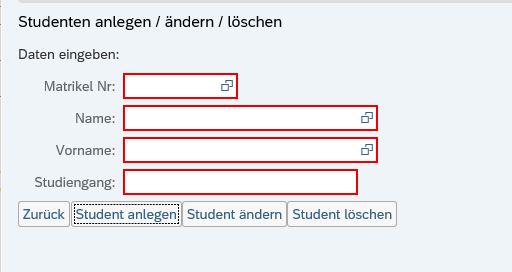 Studenten anlegen / ändern / löschen
Daten eingeben:
Matrikel Nr:
Name:
Vorname:
Studiengang:
Zurück Student anlegen Student ändern Student löschen